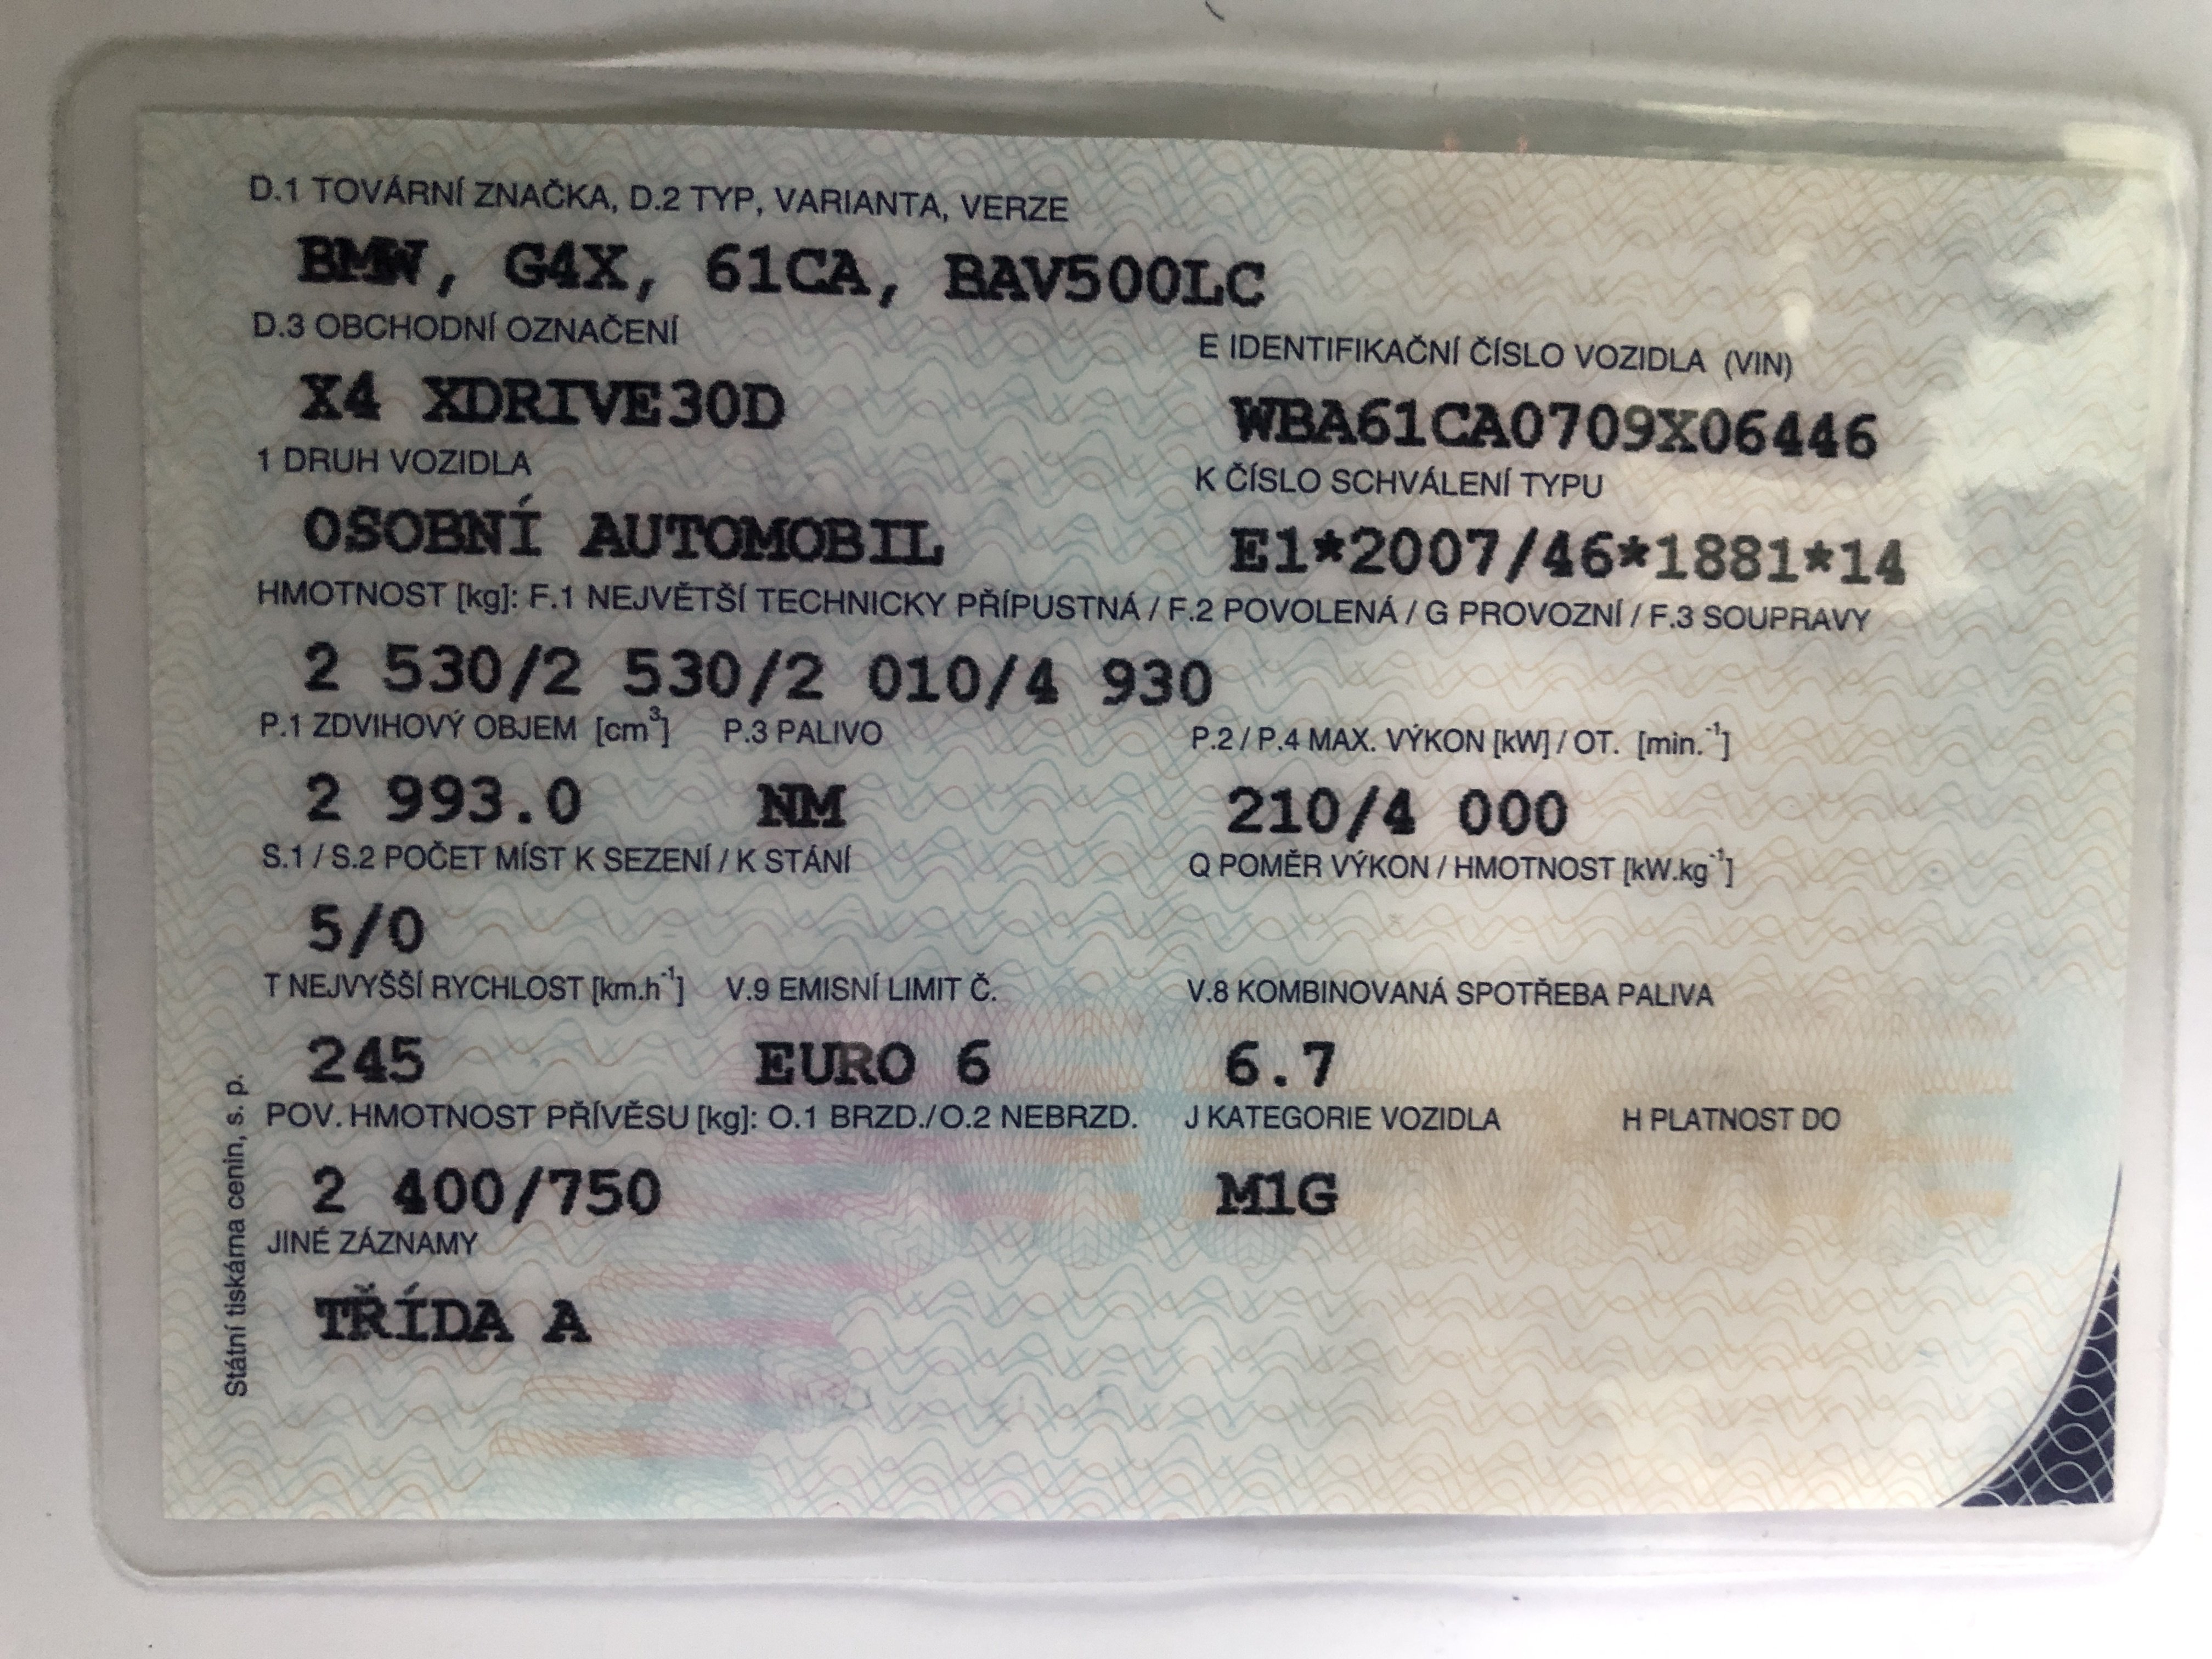 D.1 TOVÁRNÍ ZNAČKA, D.2 TYP, VARIANTA, VERZE
BMW, G4X, 61CA, BAV500LC
D.3 OBCHODNÍ OZNAČENÍ
E IDENTIFIKAČNÍ ČÍSLO VOZIDLA (VIN)
X4 XDRIVE30D
WBA61CA0709X06446
1 DRUH VOZIDLA
K ČÍSLO SCHVÁLENÍ TYPU
OSOBNÍ AUTOMOBIL
E1*2007/46*1881*14
HMOTNOST [kg]: F.1 NEJVĚTŠÍ TECHNICKY PŘÍPUSTNÁ / F.2 POVOLENÁ / G PROVOZNÍ / F.3 SOUPRAVY
2 530/2 530/2 010/4 930
P.1 ZDVIHOVÝ OBJEM [cm³] P.3 PALIVO
P.2 / P.4 MAX. VÝKON [kW] / OT. [min.⁻¹]
2 993.0 NM
210/4 000
S.1 / S.2 POČET MÍST K SEZENÍ / K STÁNÍ
Q POMĚR VÝKON / HMOTNOST [kW.kg⁻¹]
5/0
T NEJVYŠŠÍ RYCHLOST [km.h⁻¹] V.9 EMISNÍ LIMIT Č.
V.8 KOMBINOVANÁ SPOTŘEBA PALIVA
245 EURO 6
6.7
POV. HMOTNOST PŘÍVĚSU [kg]: O.1 BRZD./O.2 NEBRZD.
J KATEGORIE VOZIDLA H PLATNOST DO
2 400/750
M1G
JINÉ ZÁZNAMY
TŘÍDA A
Státní tiskárna cenin, s. p.